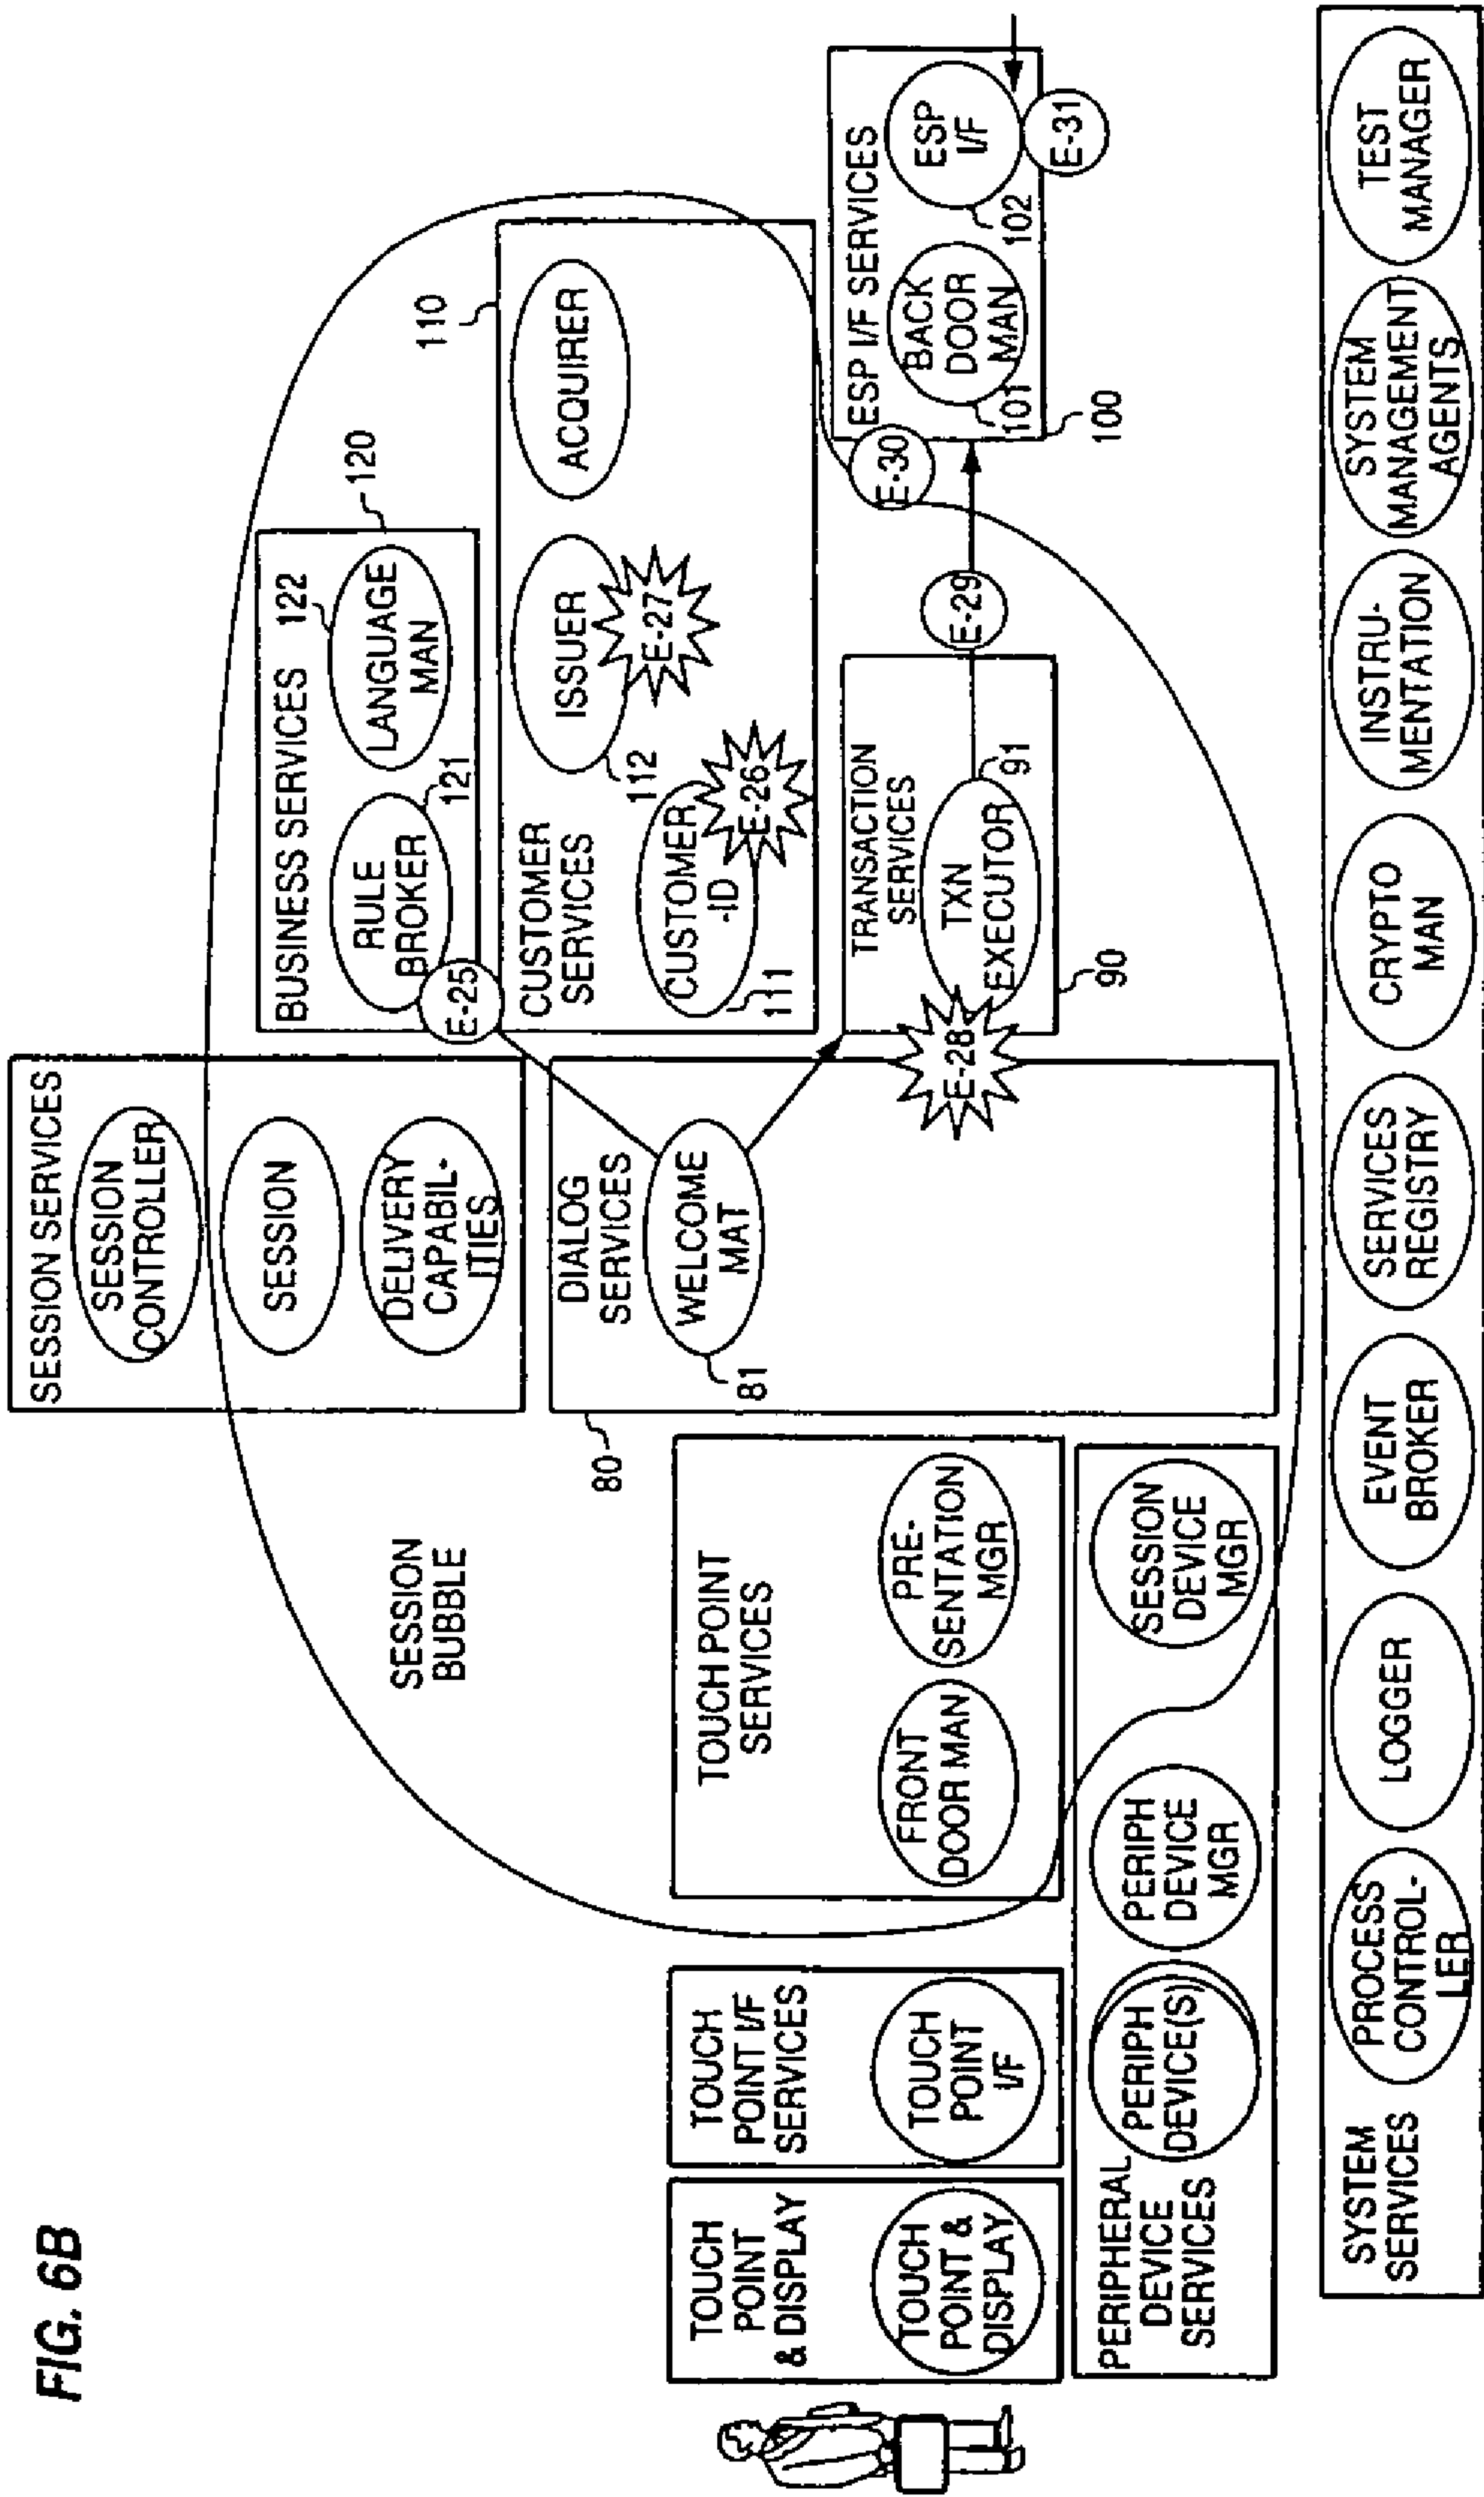 FIG. 6B
SESSION SERVICES
SESSION
CONTROLLER
SESSION
DELIVERY
CAPABIL-
ITIES
BUSINESS SERVICES
122
120
RULE
BROKER
121
LANGUAGE
MAN
E-25
110
CUSTOMER
SERVICES
ISSUER
112
ACQUIRER
E-27
CUSTOMER
-ID
111
E-26
SESSION
BUBBLE
80
DIALOG
SERVICES
WELCOME
MAT
81
TOUCH
POINT
& DISPLAY
TOUCH
POINT &
DISPLAY
TOUCH
POINT I/F
SERVICES
TOUCH
POINT
I/F
TOUCH POINT
SERVICES
FRONT
DOOR MAN
PRE-
SENTATION
MGR
TRANSACTION
SERVICES
TXN
EXECUTOR
91
90
E-28
E-29
E-30
ESP I/F SERVICES
BACK
DOOR
MAN
101
ESP
I/F
102
100
E-31
PERIPHERAL
DEVICE
SERVICES
PERIPH
DEVICE(S)
PERIPH
DEVICE
MGR
SESSION
DEVICE
MGR
SYSTEM
SERVICES
PROCESS
CONTROL-
LER
LOGGER
EVENT
BROKER
SERVICES
REGISTRY
CRYPTO
MAN
INSTRU-
MENTATION
SYSTEM
MANAGEMENT
AGENTS
TEST
MANAGER